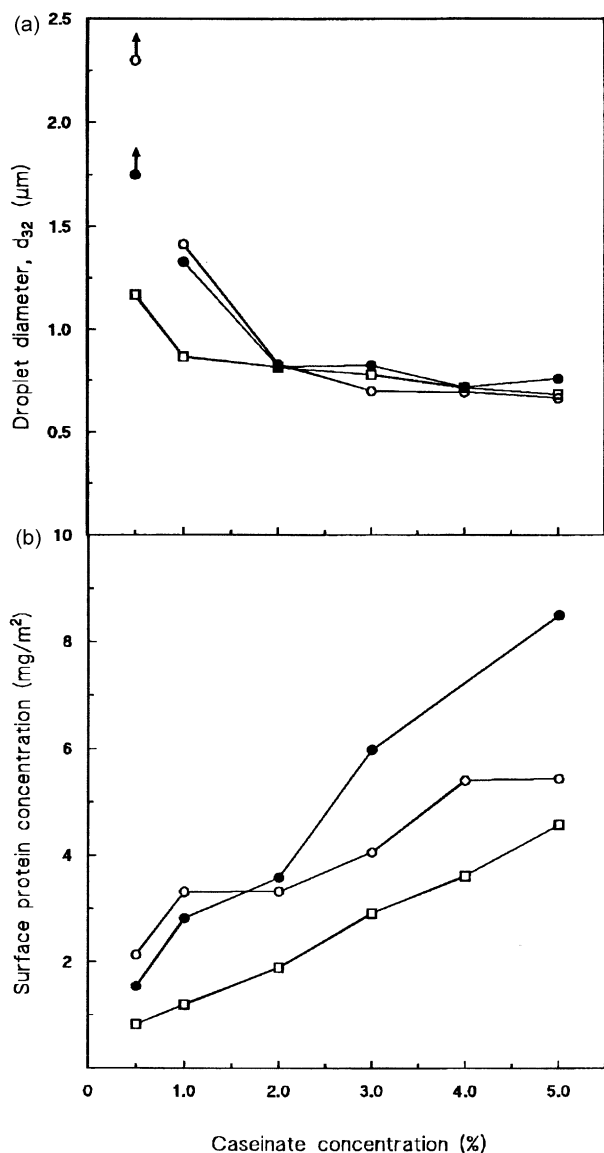 (a)
2.5
2.0
1.5
1.0
0.5
Droplet diameter, d32 (μm)
(b)
10
8
6
4
2
Surface protein concentration (mg/m²)
0 1.0 2.0 3.0 4.0 5.0
Caseinate concentration (%)